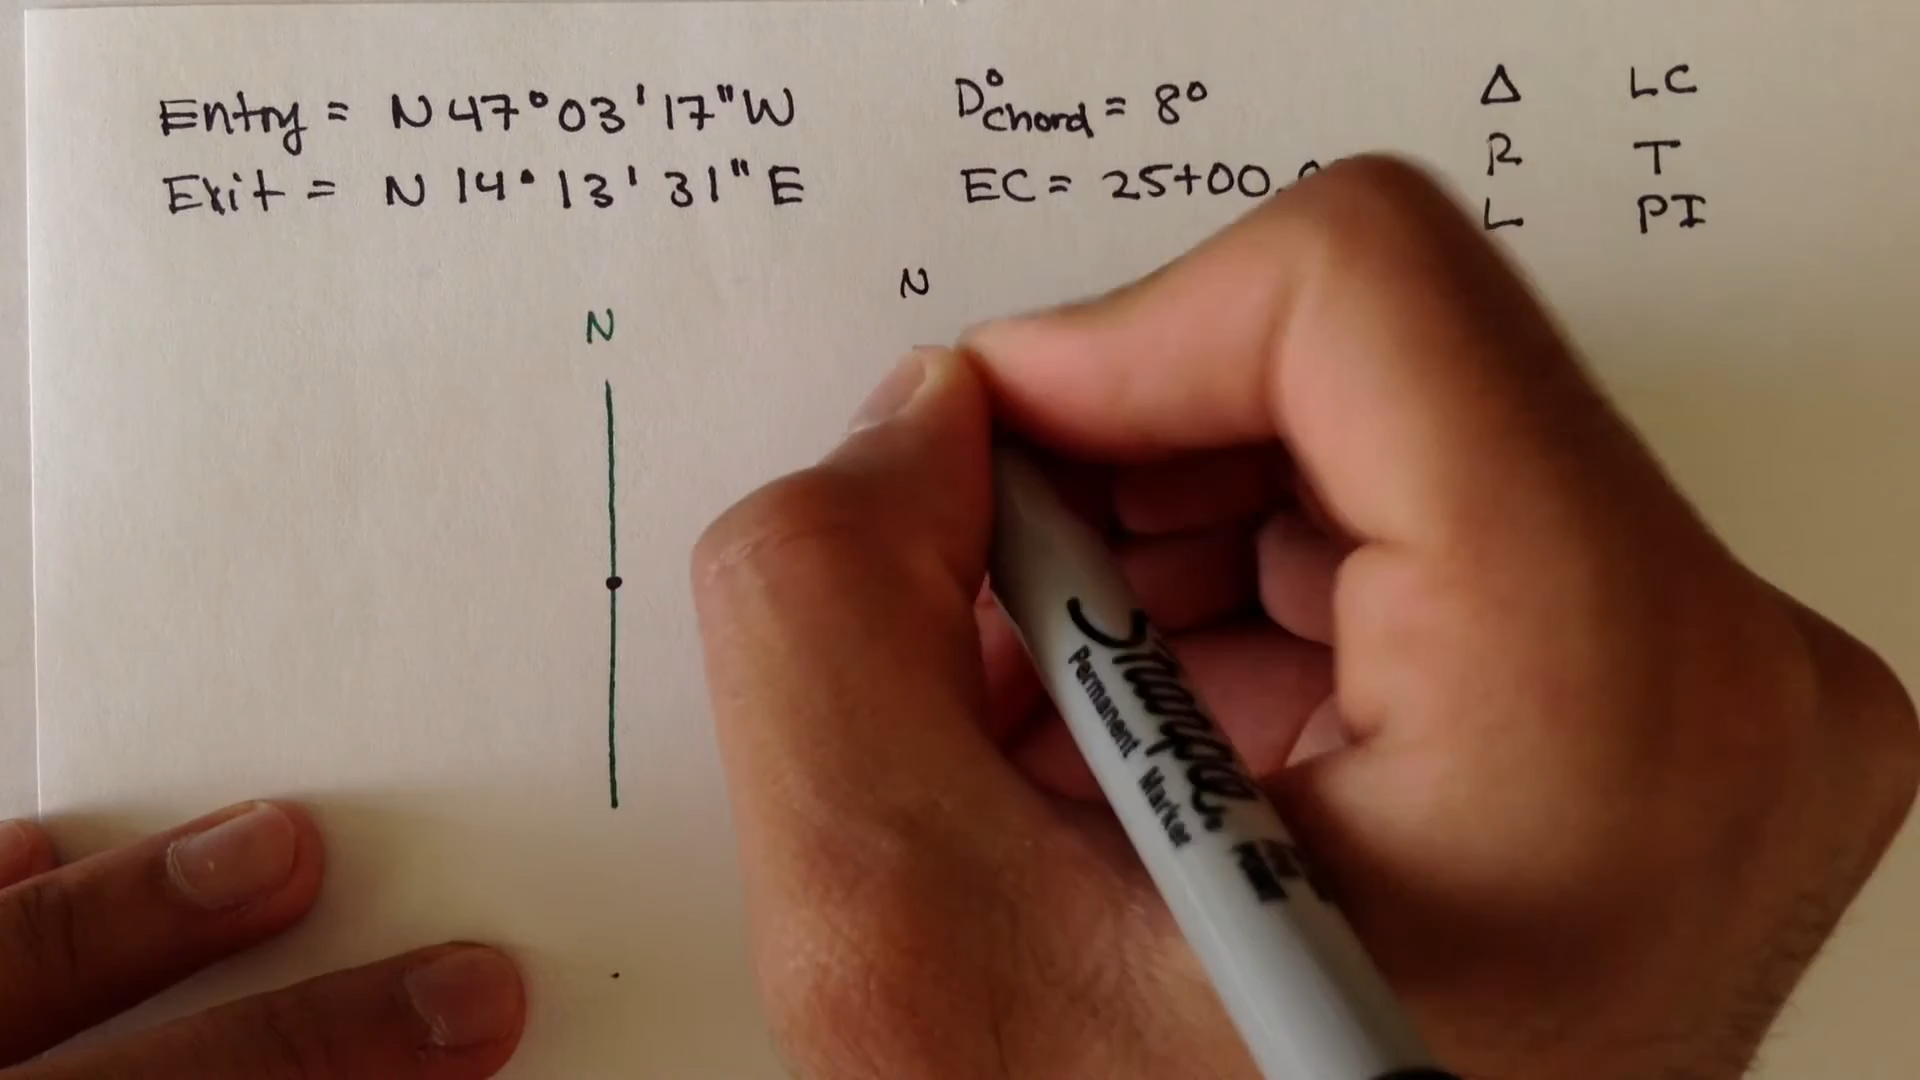 Entry = N 47°03'17"W
Exit = N 14°13'31"E
D°chord = 8°
EC = 25+00.
Δ LC
R T
L PI
N
N
Sharpie
Permanent Marker